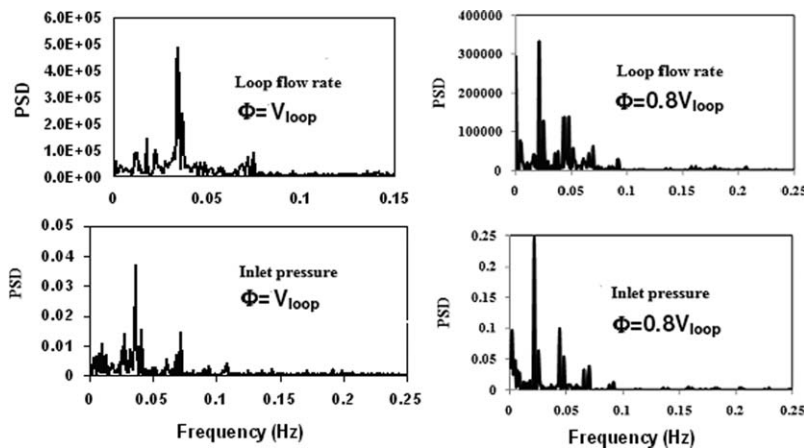 PSD
6.0E+05
5.0E+05
4.0E+05
3.0E+05
2.0E+05
1.0E+05
0.0E+00
Loop flow rate
Φ= Vloop
0
0.05
0.1
0.15
PSD
400000
300000
200000
100000
0
Loop flow rate
Φ=0.8Vloop
0
0.05
0.1
0.15
0.2
0.25
PSD
0.05
0.04
0.03
0.02
0.01
0
Inlet pressure
Φ= Vloop
0
0.05
0.1
0.15
0.2
0.25
Frequency (Hz)
PSD
0.25
0.2
0.15
0.1
0.05
0
Inlet pressure
Φ=0.8Vloop
0
0.05
0.1
0.15
0.2
0.25
Frequency (Hz)